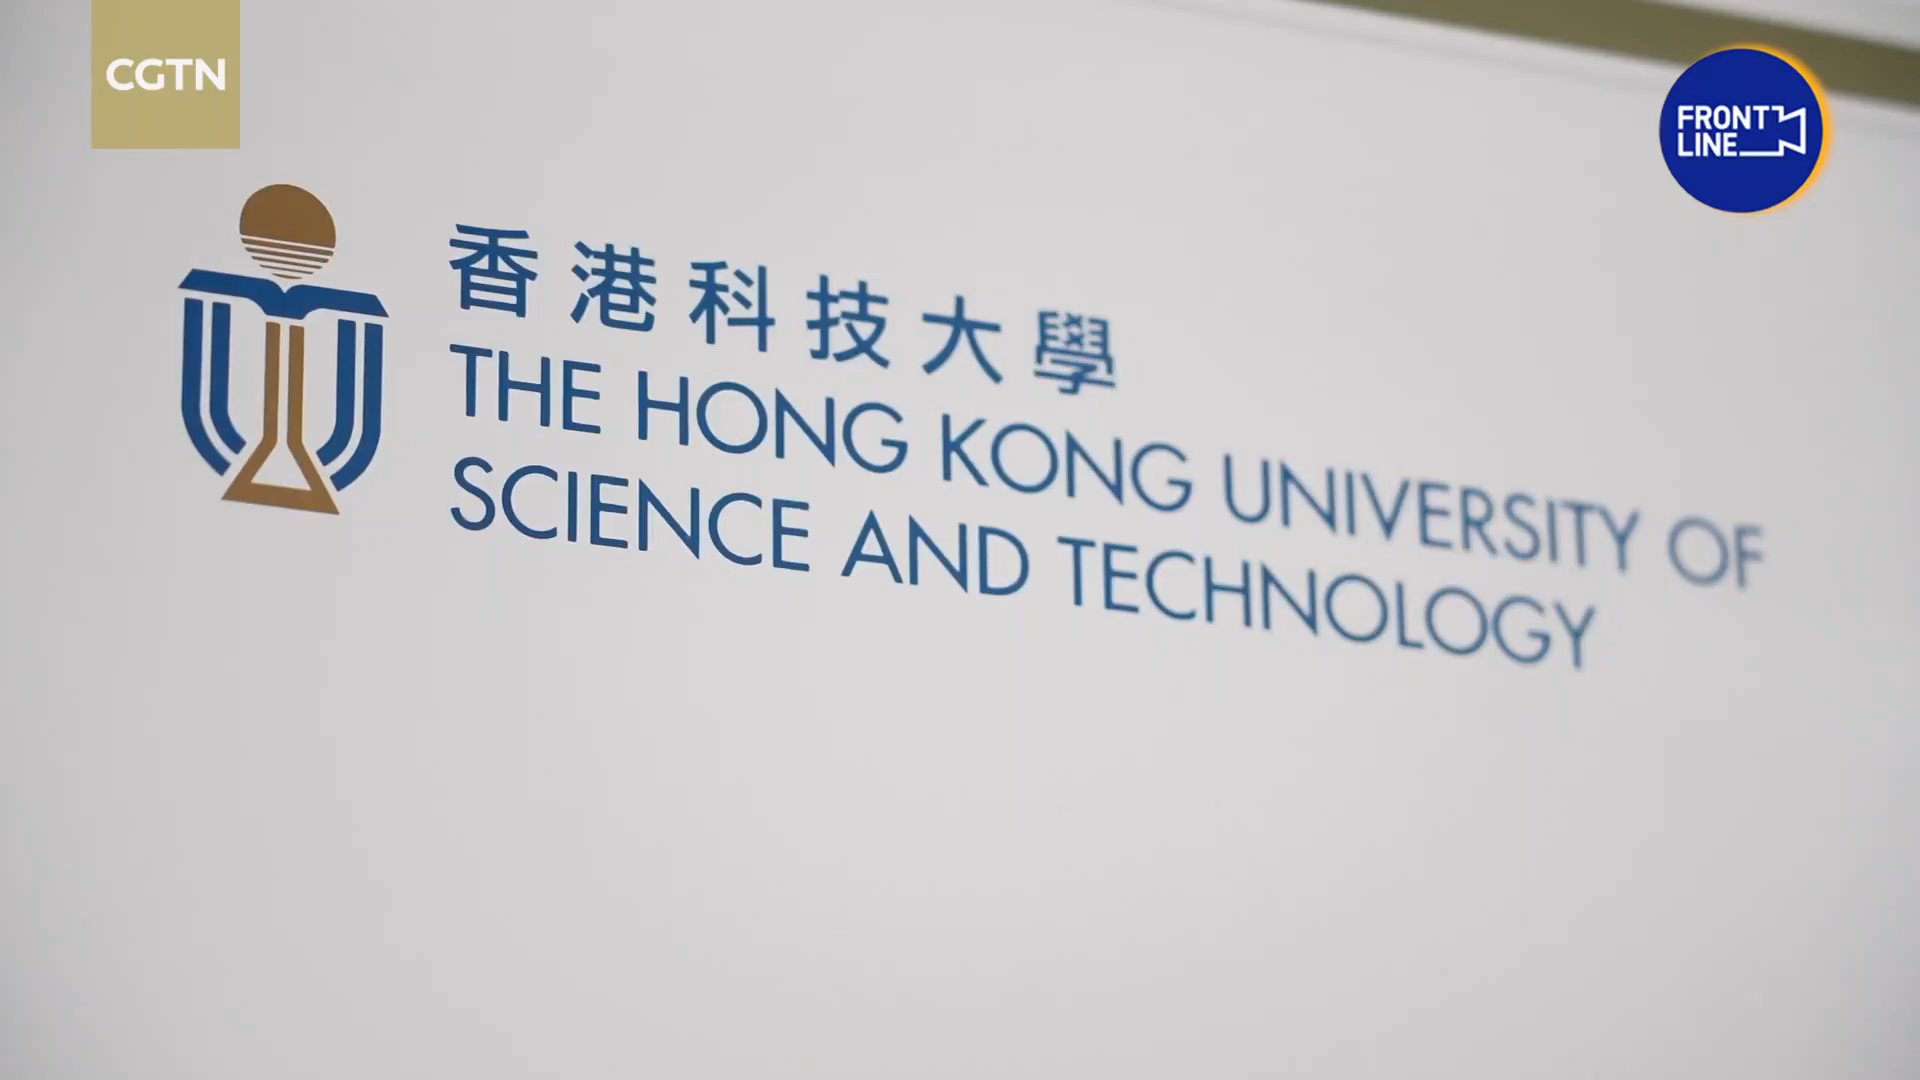 CGTN
FRONT
LINE
香港科技大學
THE HONG KONG UNIVERSITY OF
SCIENCE AND TECHNOLOGY